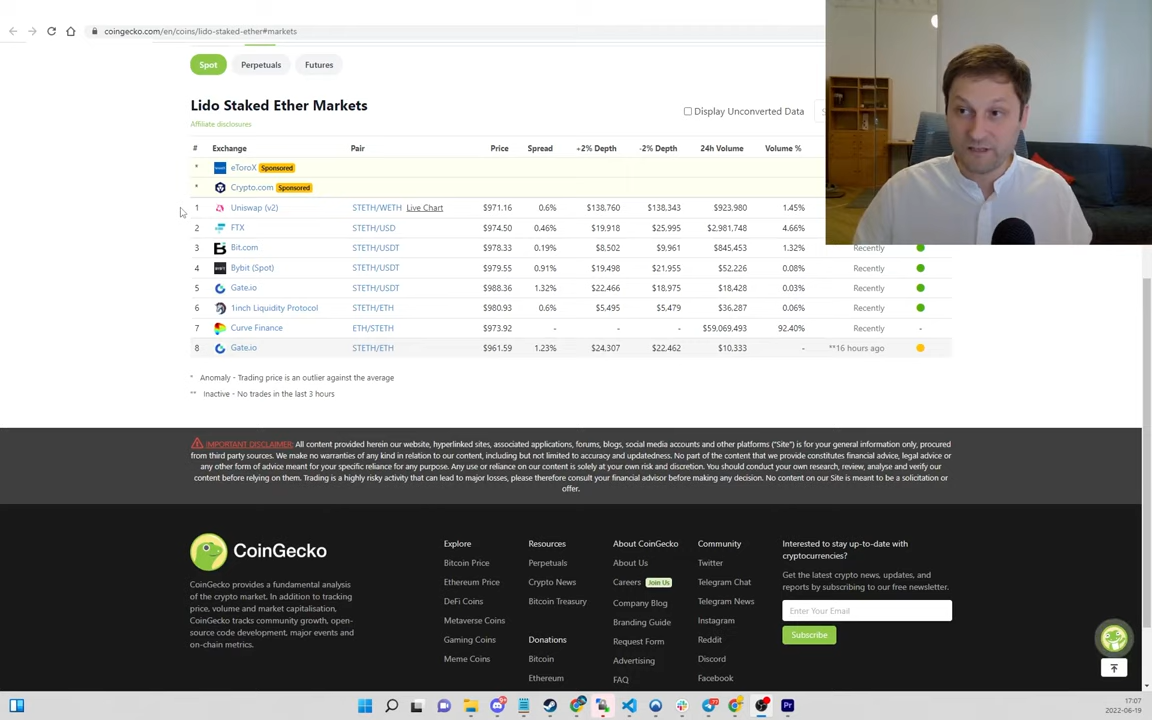 coingecko.com/en/coins/lido-staked-ether#markets
Spot Perpetuals Futures
Lido Staked Ether Markets
Display Unconverted Data
Affiliate disclosures
# Exchange Pair Price Spread +2% Depth -2% Depth 24h Volume Volume %
* eToroX Sponsored
* Crypto.com Sponsored
1 Uniswap (v2) STETH/WETH Live Chart $971.16 0.6% $138,760 $138,343 $923,980 1.45%
2 FTX STETH/USD $974.50 0.46% $19,918 $25,995 $2,981,748 4.66%
3 Bit.com STETH/USDT $978.33 0.19% $8,502 $9,961 $845,453 1.32% Recently
4 Bybit (Spot) STETH/USDT $979.55 0.91% $19,498 $21,955 $52,226 0.08% Recently
5 Gate.io STETH/USDT $988.36 1.32% $22,466 $18,975 $18,428 0.03% Recently
6 1inch Liquidity Protocol STETH/ETH $980.93 0.6% $5,495 $5,479 $36,287 0.06% Recently
7 Curve Finance ETH/STETH $973.92 - - - $59,069,493 92.40% Recently -
8 Gate.io STETH/ETH $961.59 1.23% $24,307 $22,462 $10,333 - **16 hours ago
* Anomaly - Trading price is an outlier against the average
** Inactive - No trades in the last 3 hours
IMPORTANT DISCLAIMER: All content provided herein our website, hyperlinked sites, associated applications, forums, blogs, social media accounts and other platforms ("Site") is for your general information only, procured
from third party sources. We make no warranties of any kind in relation to our content, including but not limited to accuracy and updatedness. No part of the content that we provide constitutes financial advice, legal advice or
any other form of advice meant for your specific reliance for any purpose. Any use or reliance on our content is solely at your own risk and discretion. You should conduct your own research, review, analyse and verify our
content before relying on them. Trading is a highly risky activity that can lead to major losses, please therefore consult your financial advisor before making any decision. No content on our Site is meant to be a solicitation or
offer.
CoinGecko
CoinGecko provides a fundamental analysis
of the crypto market. In addition to tracking
price, volume and market capitalisation,
CoinGecko tracks community growth, open-
source code development, major events and
on-chain metrics.
Explore
Bitcoin Price
Ethereum Price
DeFi Coins
Metaverse Coins
Gaming Coins
Meme Coins
Resources
Perpetuals
Crypto News
Bitcoin Treasury
Donations
Bitcoin
Ethereum
About CoinGecko
About Us
Careers Join Us
Company Blog
Branding Guide
Request Form
Advertising
FAQ
Community
Twitter
Telegram Chat
Telegram News
Instagram
Reddit
Discord
Facebook
Interested to stay up-to-date with
cryptocurrencies?
Get the latest crypto news, updates, and
reports by subscribing to our free newsletter.
Enter Your Email
Subscribe
17:07
2022-06-19